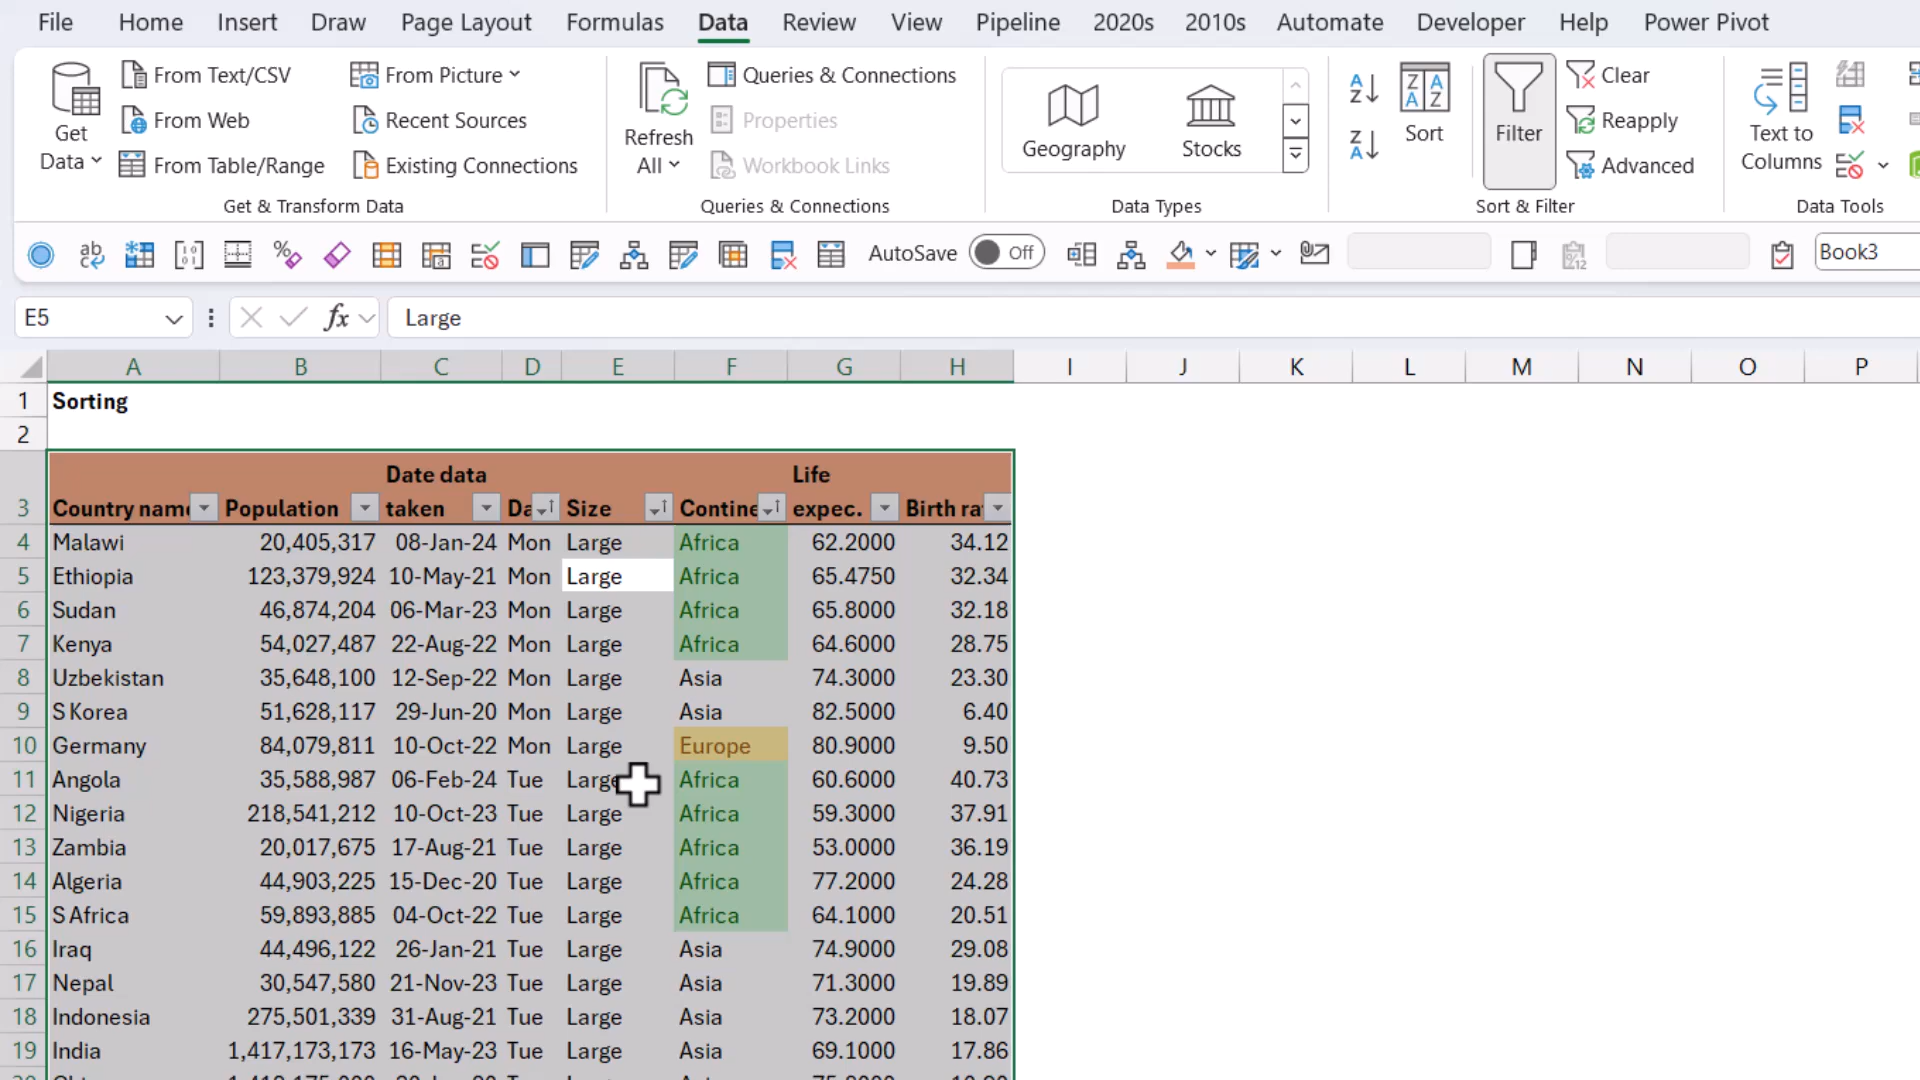 File Home Insert Draw Page Layout Formulas Data Review View Pipeline 2020s 2010s Automate Developer Help Power Pivot
Get Data
From Text/CSV
From Web
From Table/Range
From Picture
Recent Sources
Existing Connections
Get & Transform Data
Refresh All
Queries & Connections
Properties
Workbook Links
Queries & Connections
Geography
Stocks
Data Types
Sort
Filter
Clear
Reapply
Advanced
Sort & Filter
Text to Columns
Data Tools
AutoSave Off
Book3
E5 fx Large
A B C D E F G H I J K L M N O P
1 Sorting
2
Date data Life
3 Country name Population taken Da Size Contine expec. Birth ra
4 Malawi 20,405,317 08-Jan-24 Mon Large Africa 62.2000 34.12
5 Ethiopia 123,379,924 10-May-21 Mon Large Africa 65.4750 32.34
6 Sudan 46,874,204 06-Mar-23 Mon Large Africa 65.8000 32.18
7 Kenya 54,027,487 22-Aug-22 Mon Large Africa 64.6000 28.75
8 Uzbekistan 35,648,100 12-Sep-22 Mon Large Asia 74.3000 23.30
9 S Korea 51,628,117 29-Jun-20 Mon Large Asia 82.5000 6.40
10 Germany 84,079,811 10-Oct-22 Mon Large Europe 80.9000 9.50
11 Angola 35,588,987 06-Feb-24 Tue Large Africa 60.6000 40.73
12 Nigeria 218,541,212 10-Oct-23 Tue Large Africa 59.3000 37.91
13 Zambia 20,017,675 17-Aug-21 Tue Large Africa 53.0000 36.19
14 Algeria 44,903,225 15-Dec-20 Tue Large Africa 77.2000 24.28
15 S Africa 59,893,885 04-Oct-22 Tue Large Africa 64.1000 20.51
16 Iraq 44,496,122 26-Jan-21 Tue Large Asia 74.9000 29.08
17 Nepal 30,547,580 21-Nov-23 Tue Large Asia 71.3000 19.89
18 Indonesia 275,501,339 31-Aug-21 Tue Large Asia 73.2000 18.07
19 India 1,417,173,173 16-May-23 Tue Large Asia 69.1000 17.86